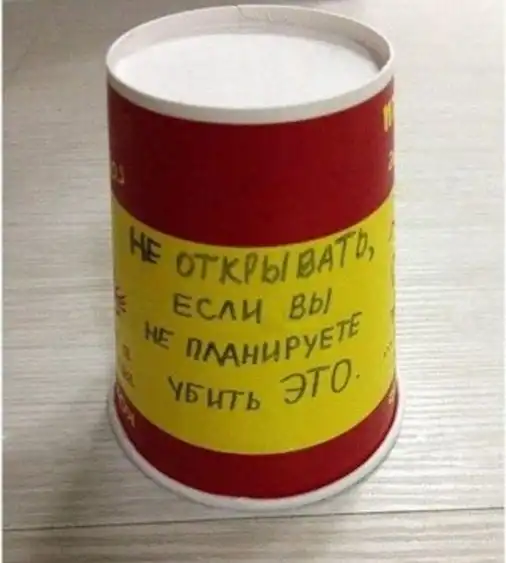 НЕ ОТКРЫВАТЬ,
ЕСЛИ ВЫ
НЕ ПЛАНИРУЕТЕ
УБИТЬ ЭТО.